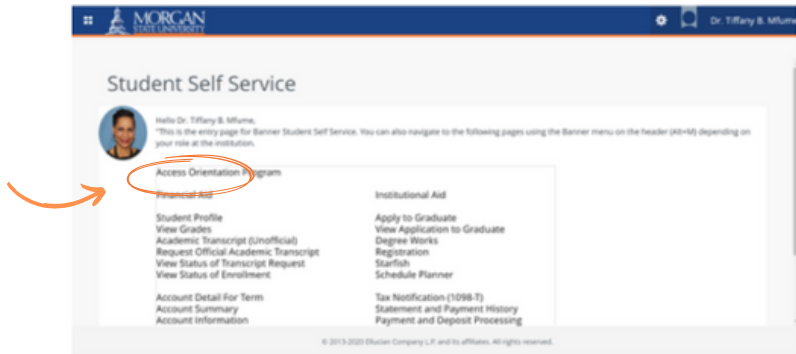 MORGAN
STATE UNIVERSITY
Dr. Tiffany B. Mfume
Student Self Service
Hello Dr. Tiffany B. Mfume,
"This is the entry page for Banner Student Self Service. You can also navigate to the following pages using the Banner menu on the header (Alt+M) depending on
your role at the institution.
Access Orientation Program
Financial Aid
Institutional Aid
Student Profile
Apply to Graduate
View Grades
View Application to Graduate
Academic Transcript (Unofficial)
Degree Works
Request Official Academic Transcript
Registration
View Status of Transcript Request
Starfish
View Status of Enrollment
Schedule Planner
Account Detail For Term
Tax Notification (1098-T)
Account Summary
Statement and Payment History
Account Information
Payment and Deposit Processing
© 2013-2020 Ellucian Company L.P. and its affiliates. All rights reserved.